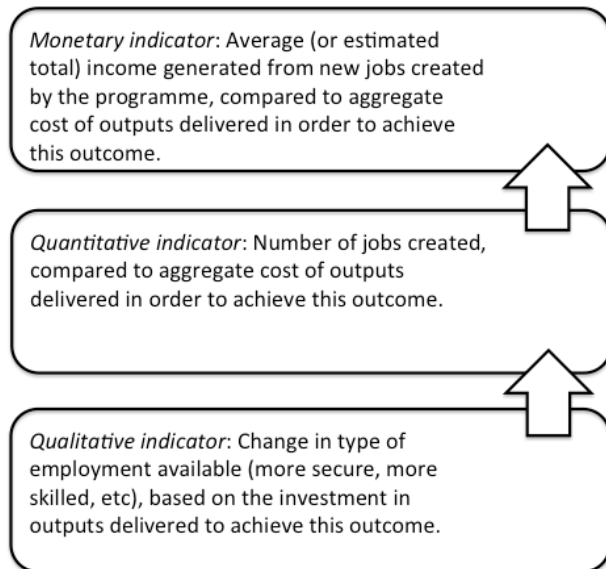 Monetary indicator: Average (or estimated
total) income generated from new jobs created
by the programme, compared to aggregate
cost of outputs delivered in order to achieve
this outcome.
Quantitative indicator: Number of jobs created,
compared to aggregate cost of outputs
delivered in order to achieve this outcome.
Qualitative indicator: Change in type of
employment available (more secure, more
skilled, etc), based on the investment in
outputs delivered to achieve this outcome.